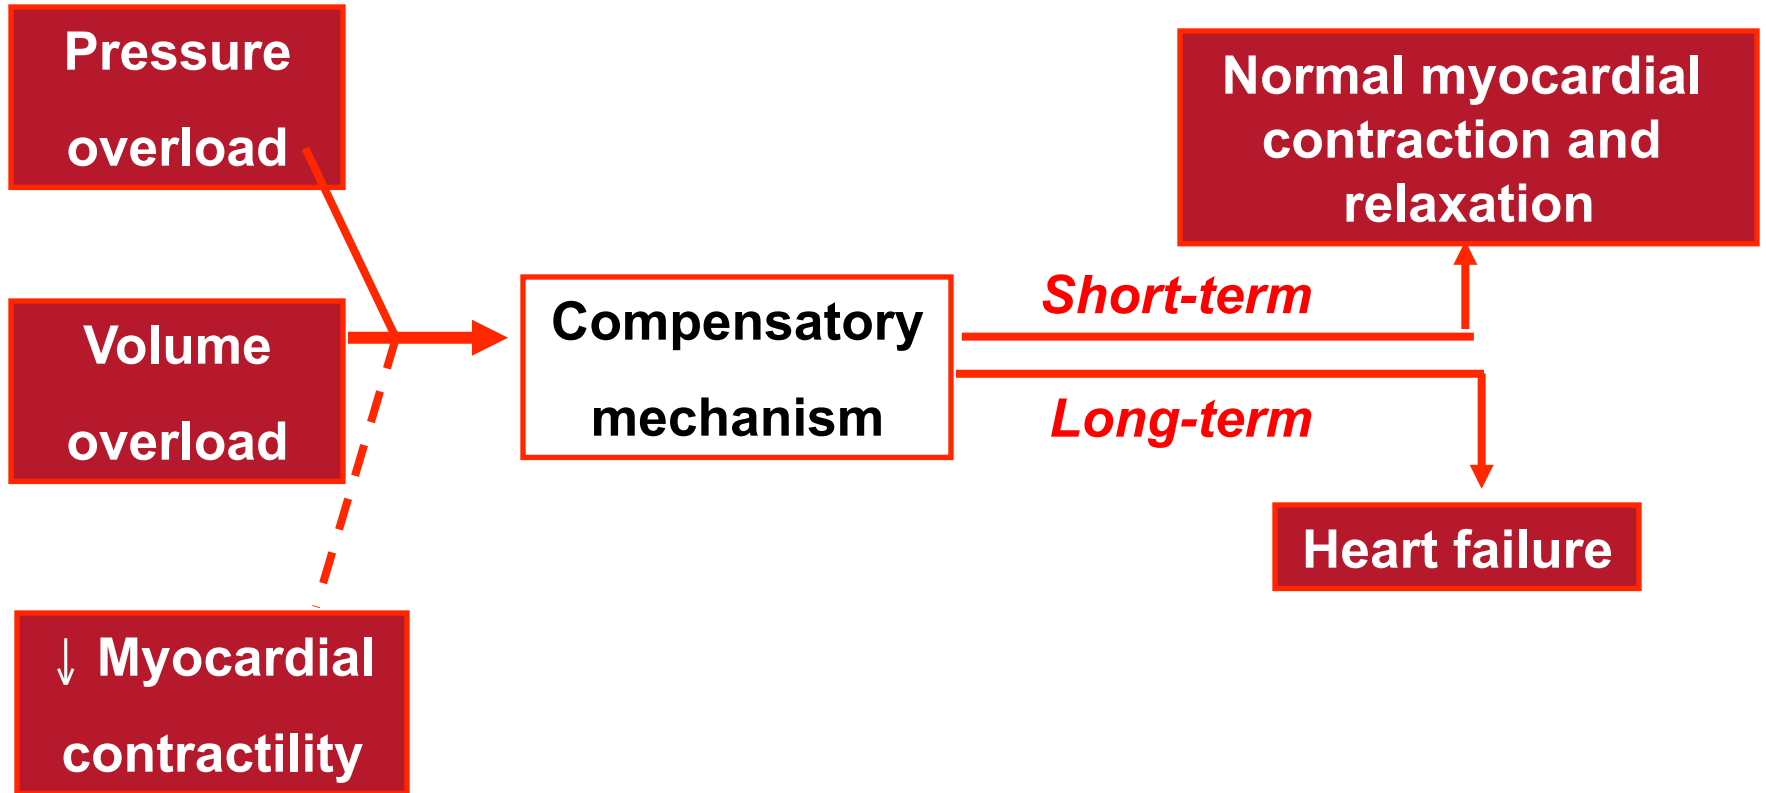 Pressure
overload
Volume
overload
↓ Myocardial
contractility
Compensatory
mechanism
Short-term
Long-term
Normal myocardial
contraction and
relaxation
Heart failure